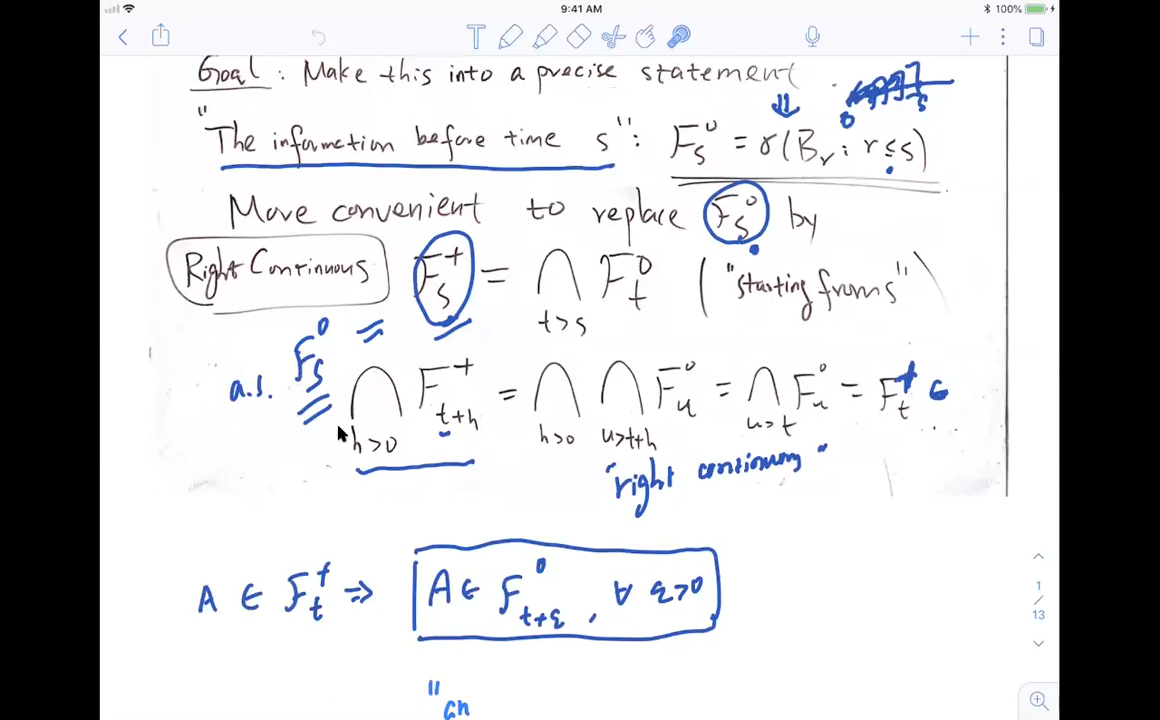 9:41 AM
100%
Goal : Make this into a precise statement
"The information before time s": F_s^0 = σ(B_r : r ≤ s)
0 s
More convenient to replace F_s^0 by
Right Continuous F_s^+ = ∩_{t>s} F_t^0 ("starting from s")
a.s. F_s^0 =
∩_{h>0} F_{t+h}^+ = ∩_{h>0} ∩_{u>t+h} F_u^0 = ∩_{u>t} F_u^0 = F_t^+
"right continuous"
A ∈ F_t^+ ⇒ A ∈ F_{t+ε}^0, ∀ ε>0
"an
1
/
13